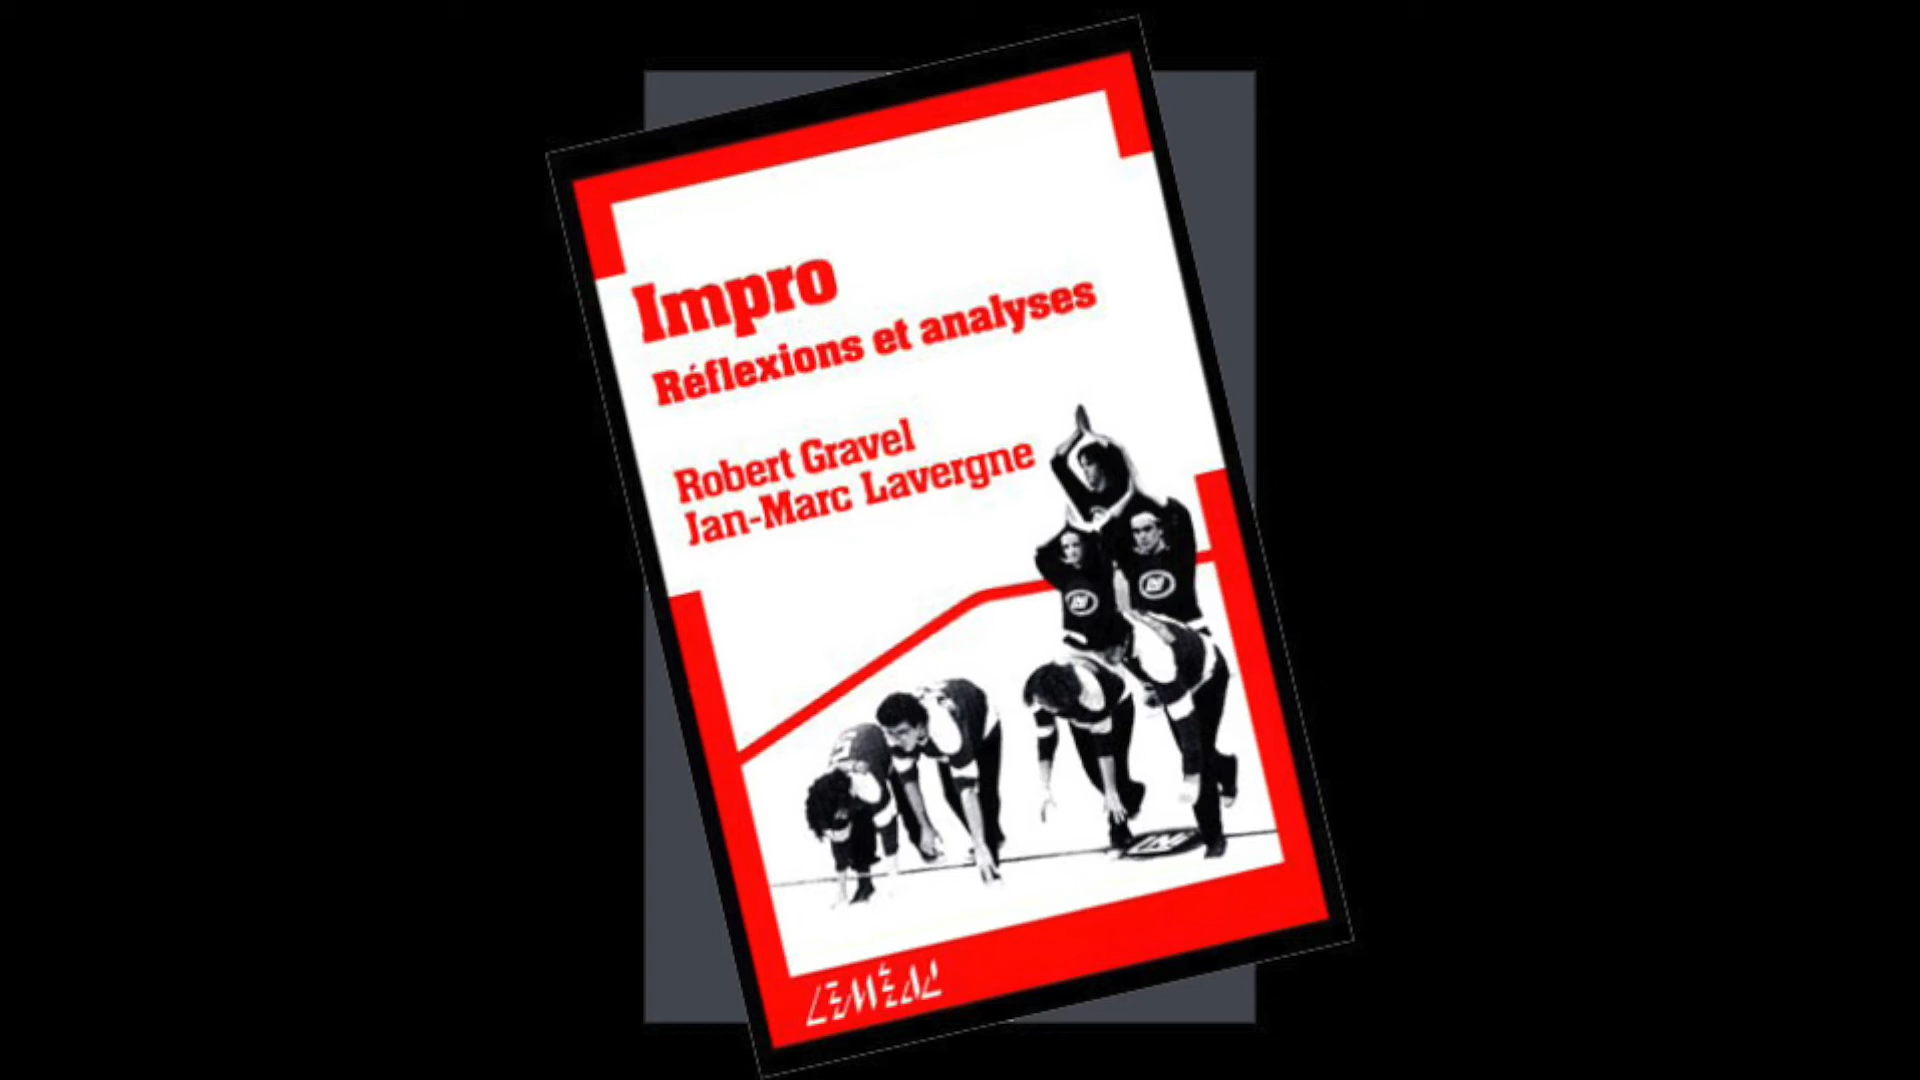 Impro
Réflexions et analyses
Robert Gravel
Jan-Marc Lavergne
LEMÉAC